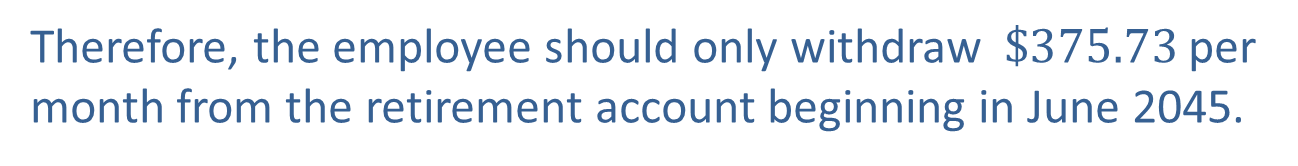 Therefore, the employee should only withdraw $375.73 per
month from the retirement account beginning in June 2045.